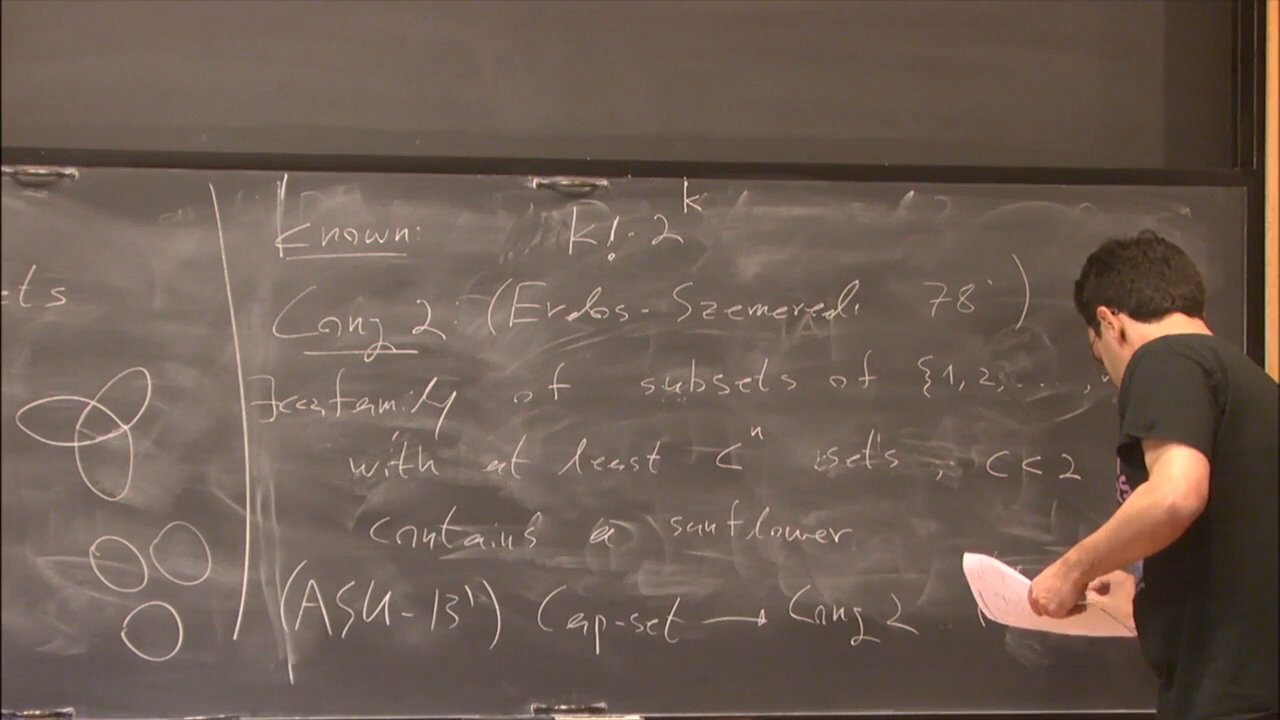 ets
Known: k!·2^k
Conj 2: (Erdos-Szemeredi 78')
family of subsets of {1,2,...,
with at least c^n sets, c<2
contains a sunflower
(ASU-13') Cap-set → Conj 2